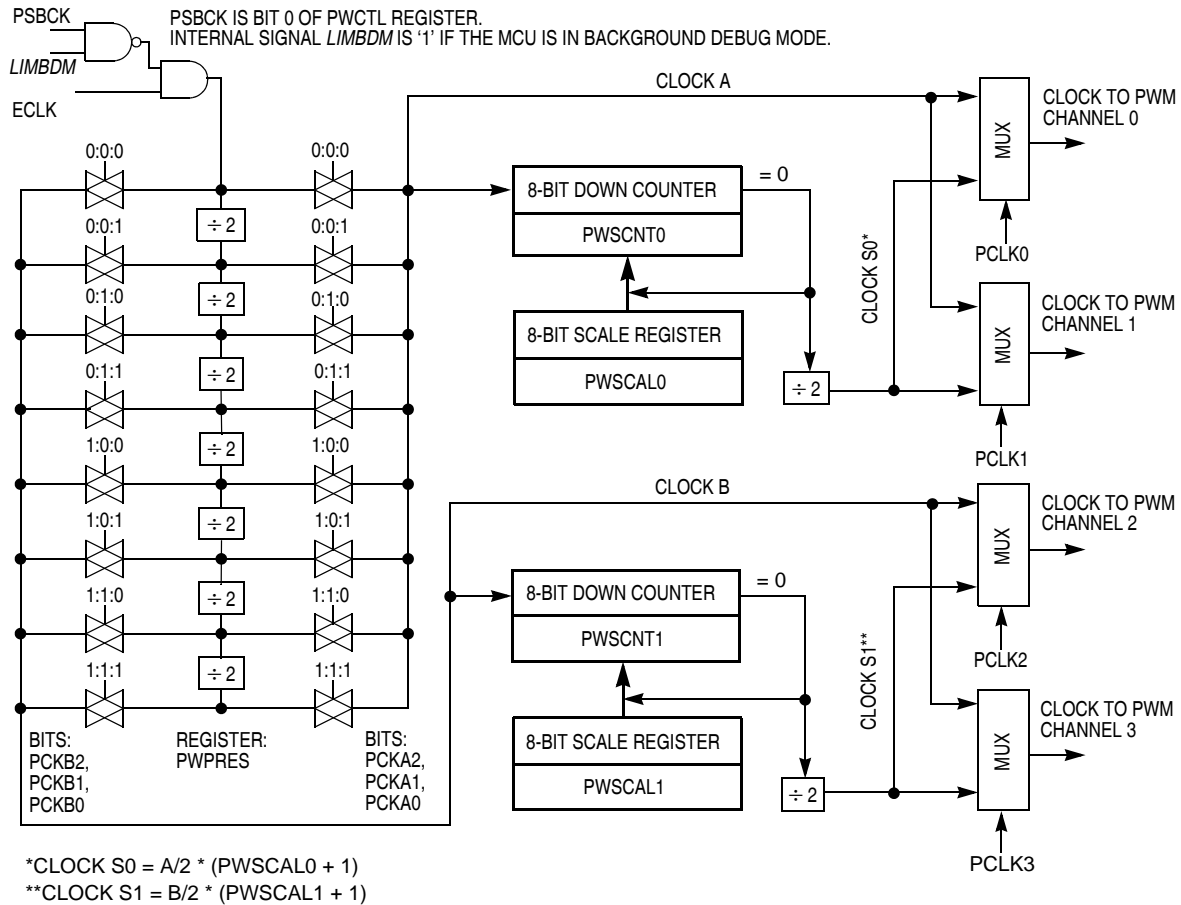 PSBCK
PSBCK IS BIT 0 OF PWCTL REGISTER.
INTERNAL SIGNAL LIMBDM IS ‘1’ IF THE MCU IS IN BACKGROUND DEBUG MODE.
LIMBDM
ECLK
CLOCK A
CLOCK TO PWM
CHANNEL 0
MUX
PCLK0
0:0:0
0:0:0
÷ 2
0:0:1
0:0:1
÷ 2
0:1:0
0:1:0
÷ 2
0:1:1
0:1:1
÷ 2
1:0:0
1:0:0
÷ 2
1:0:1
1:0:1
÷ 2
1:1:0
1:1:0
÷ 2
1:1:1
1:1:1
8-BIT DOWN COUNTER
= 0
PWSCNT0
8-BIT SCALE REGISTER
PWSCAL0
÷ 2
CLOCK S0*
CLOCK TO PWM
CHANNEL 1
MUX
PCLK1
CLOCK B
CLOCK TO PWM
CHANNEL 2
MUX
PCLK2
8-BIT DOWN COUNTER
= 0
PWSCNT1
8-BIT SCALE REGISTER
PWSCAL1
÷ 2
CLOCK S1**
CLOCK TO PWM
CHANNEL 3
MUX
PCLK3
BITS:
PCKB2,
PCKB1,
PCKB0
REGISTER:
PWPRES
BITS:
PCKA2,
PCKA1,
PCKA0
*CLOCK S0 = A/2 * (PWSCAL0 + 1)
**CLOCK S1 = B/2 * (PWSCAL1 + 1)